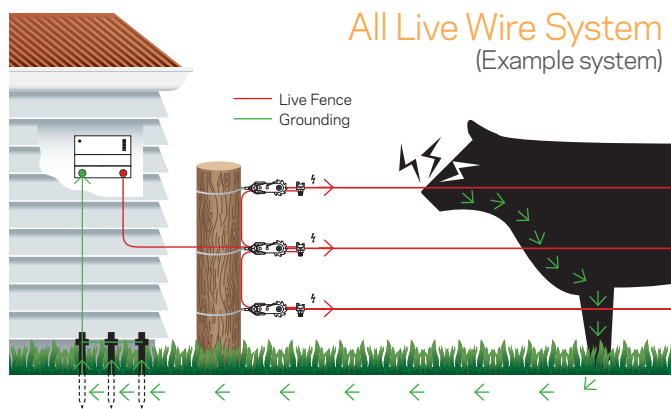 All Live Wire System
(Example system)
Live Fence
Grounding